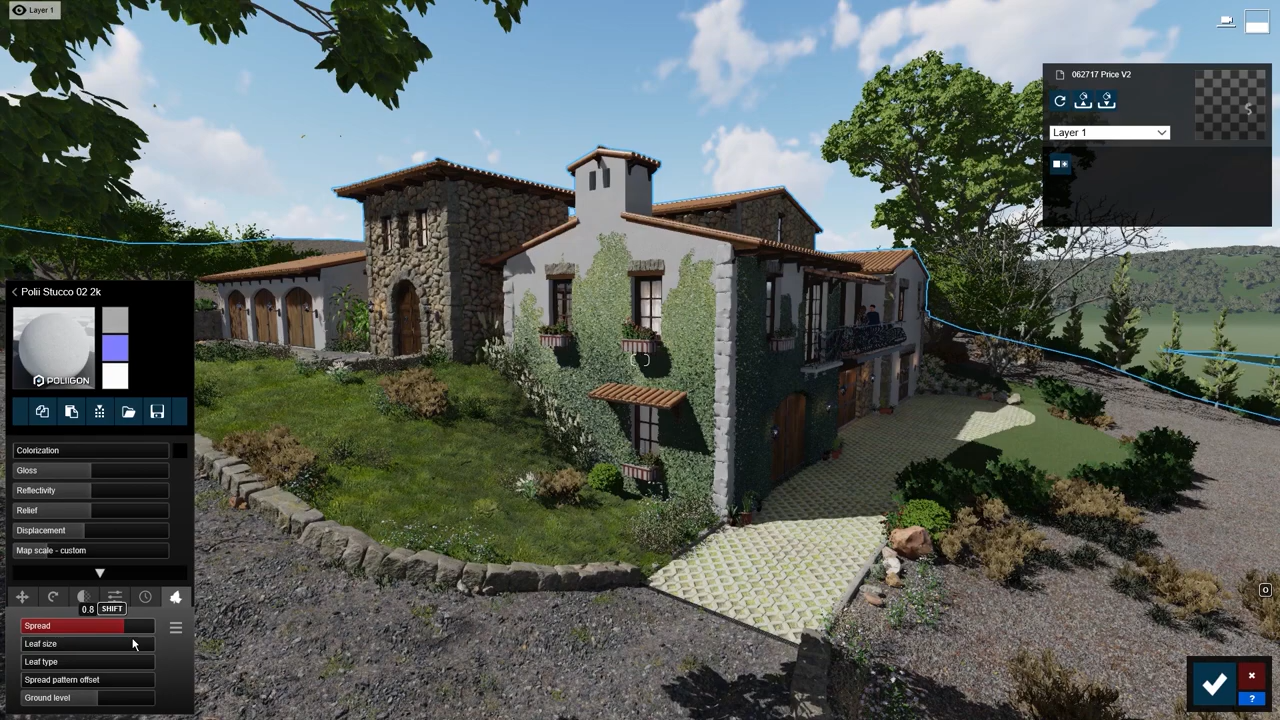 Layer 1
062717 Price V2
Layer 1
Polii Stucco 02 2k
POLIIGON
Colorization
Gloss
Reflectivity
Relief
Displacement
Map scale - custom
0.8 SHIFT
Spread
Leaf size
Leaf type
Spread pattern offset
Ground level
?